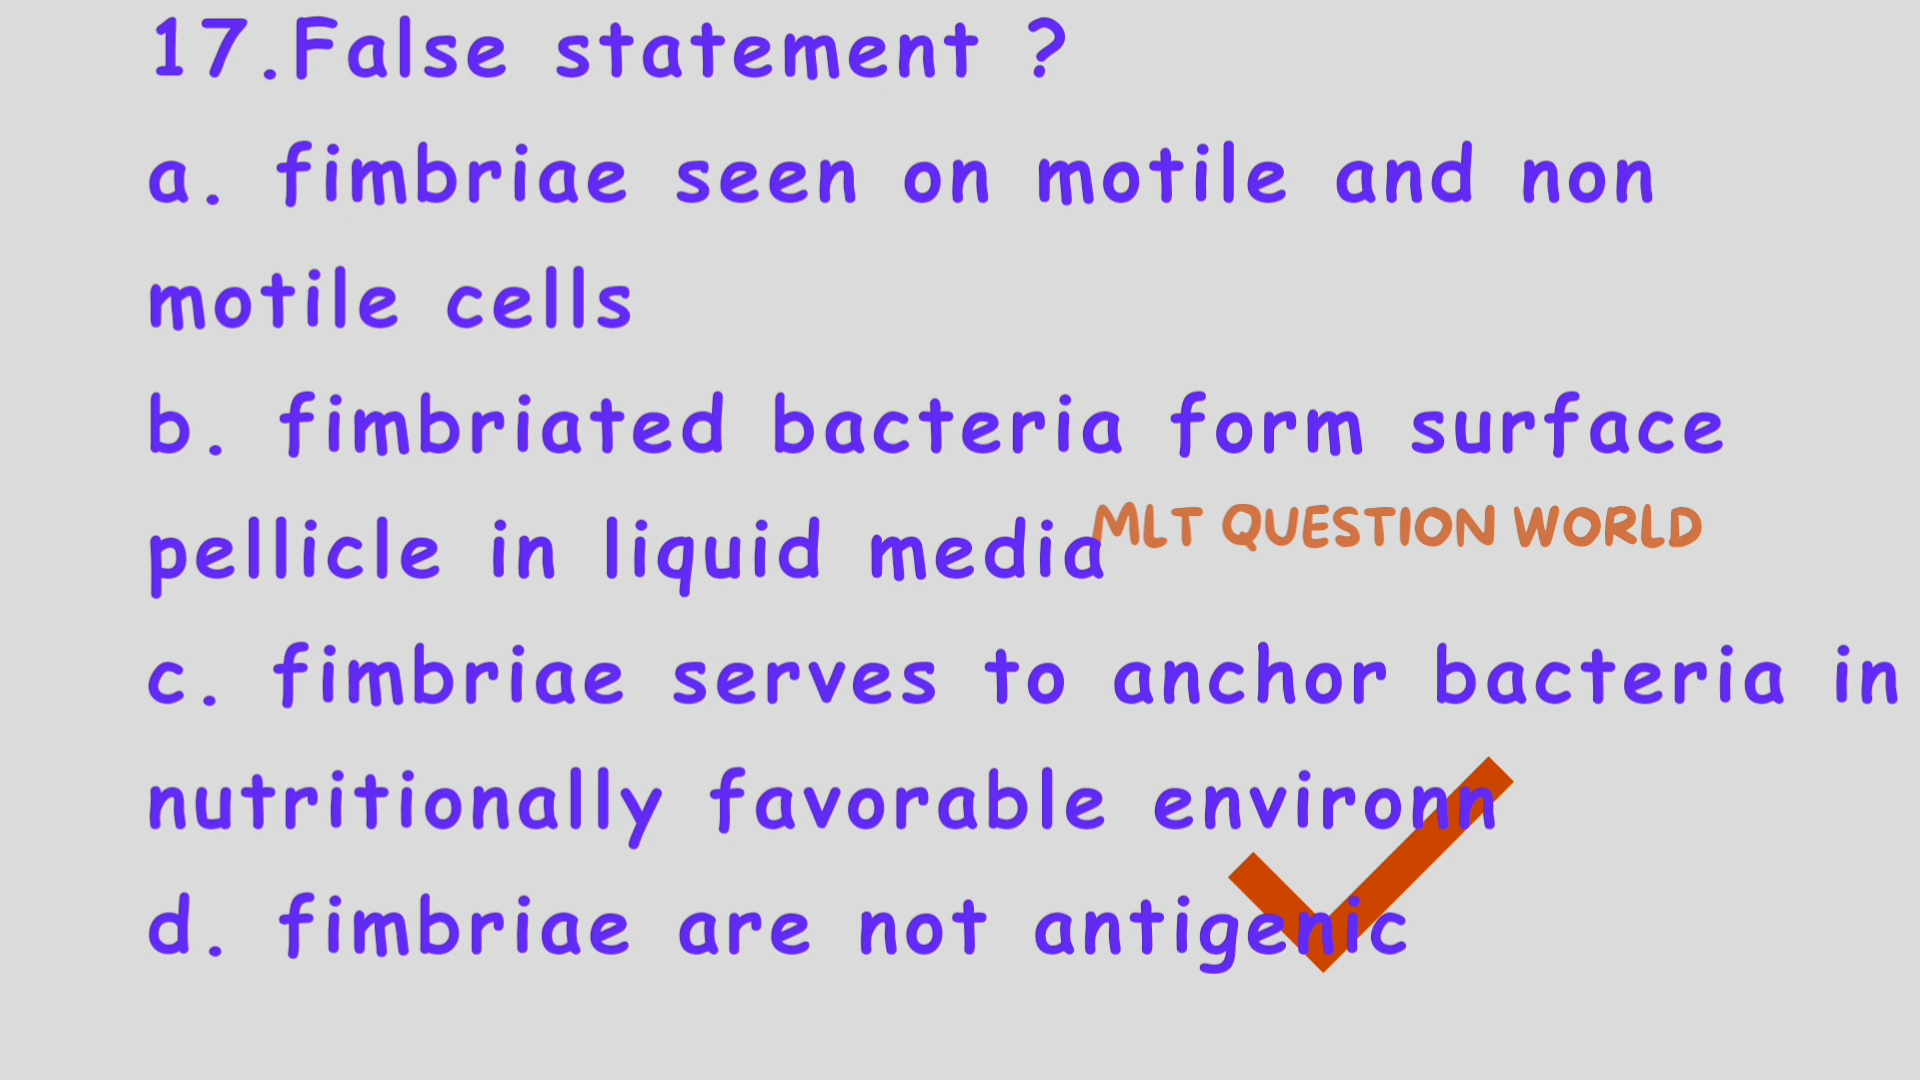 17.False statement ?
a. fimbriae seen on motile and non
motile cells
b. fimbriated bacteria form surface
pellicle in liquid media
MLT QUESTION WORLD
c. fimbriae serves to anchor bacteria in
nutritionally favorable environn
d. fimbriae are not antigenic